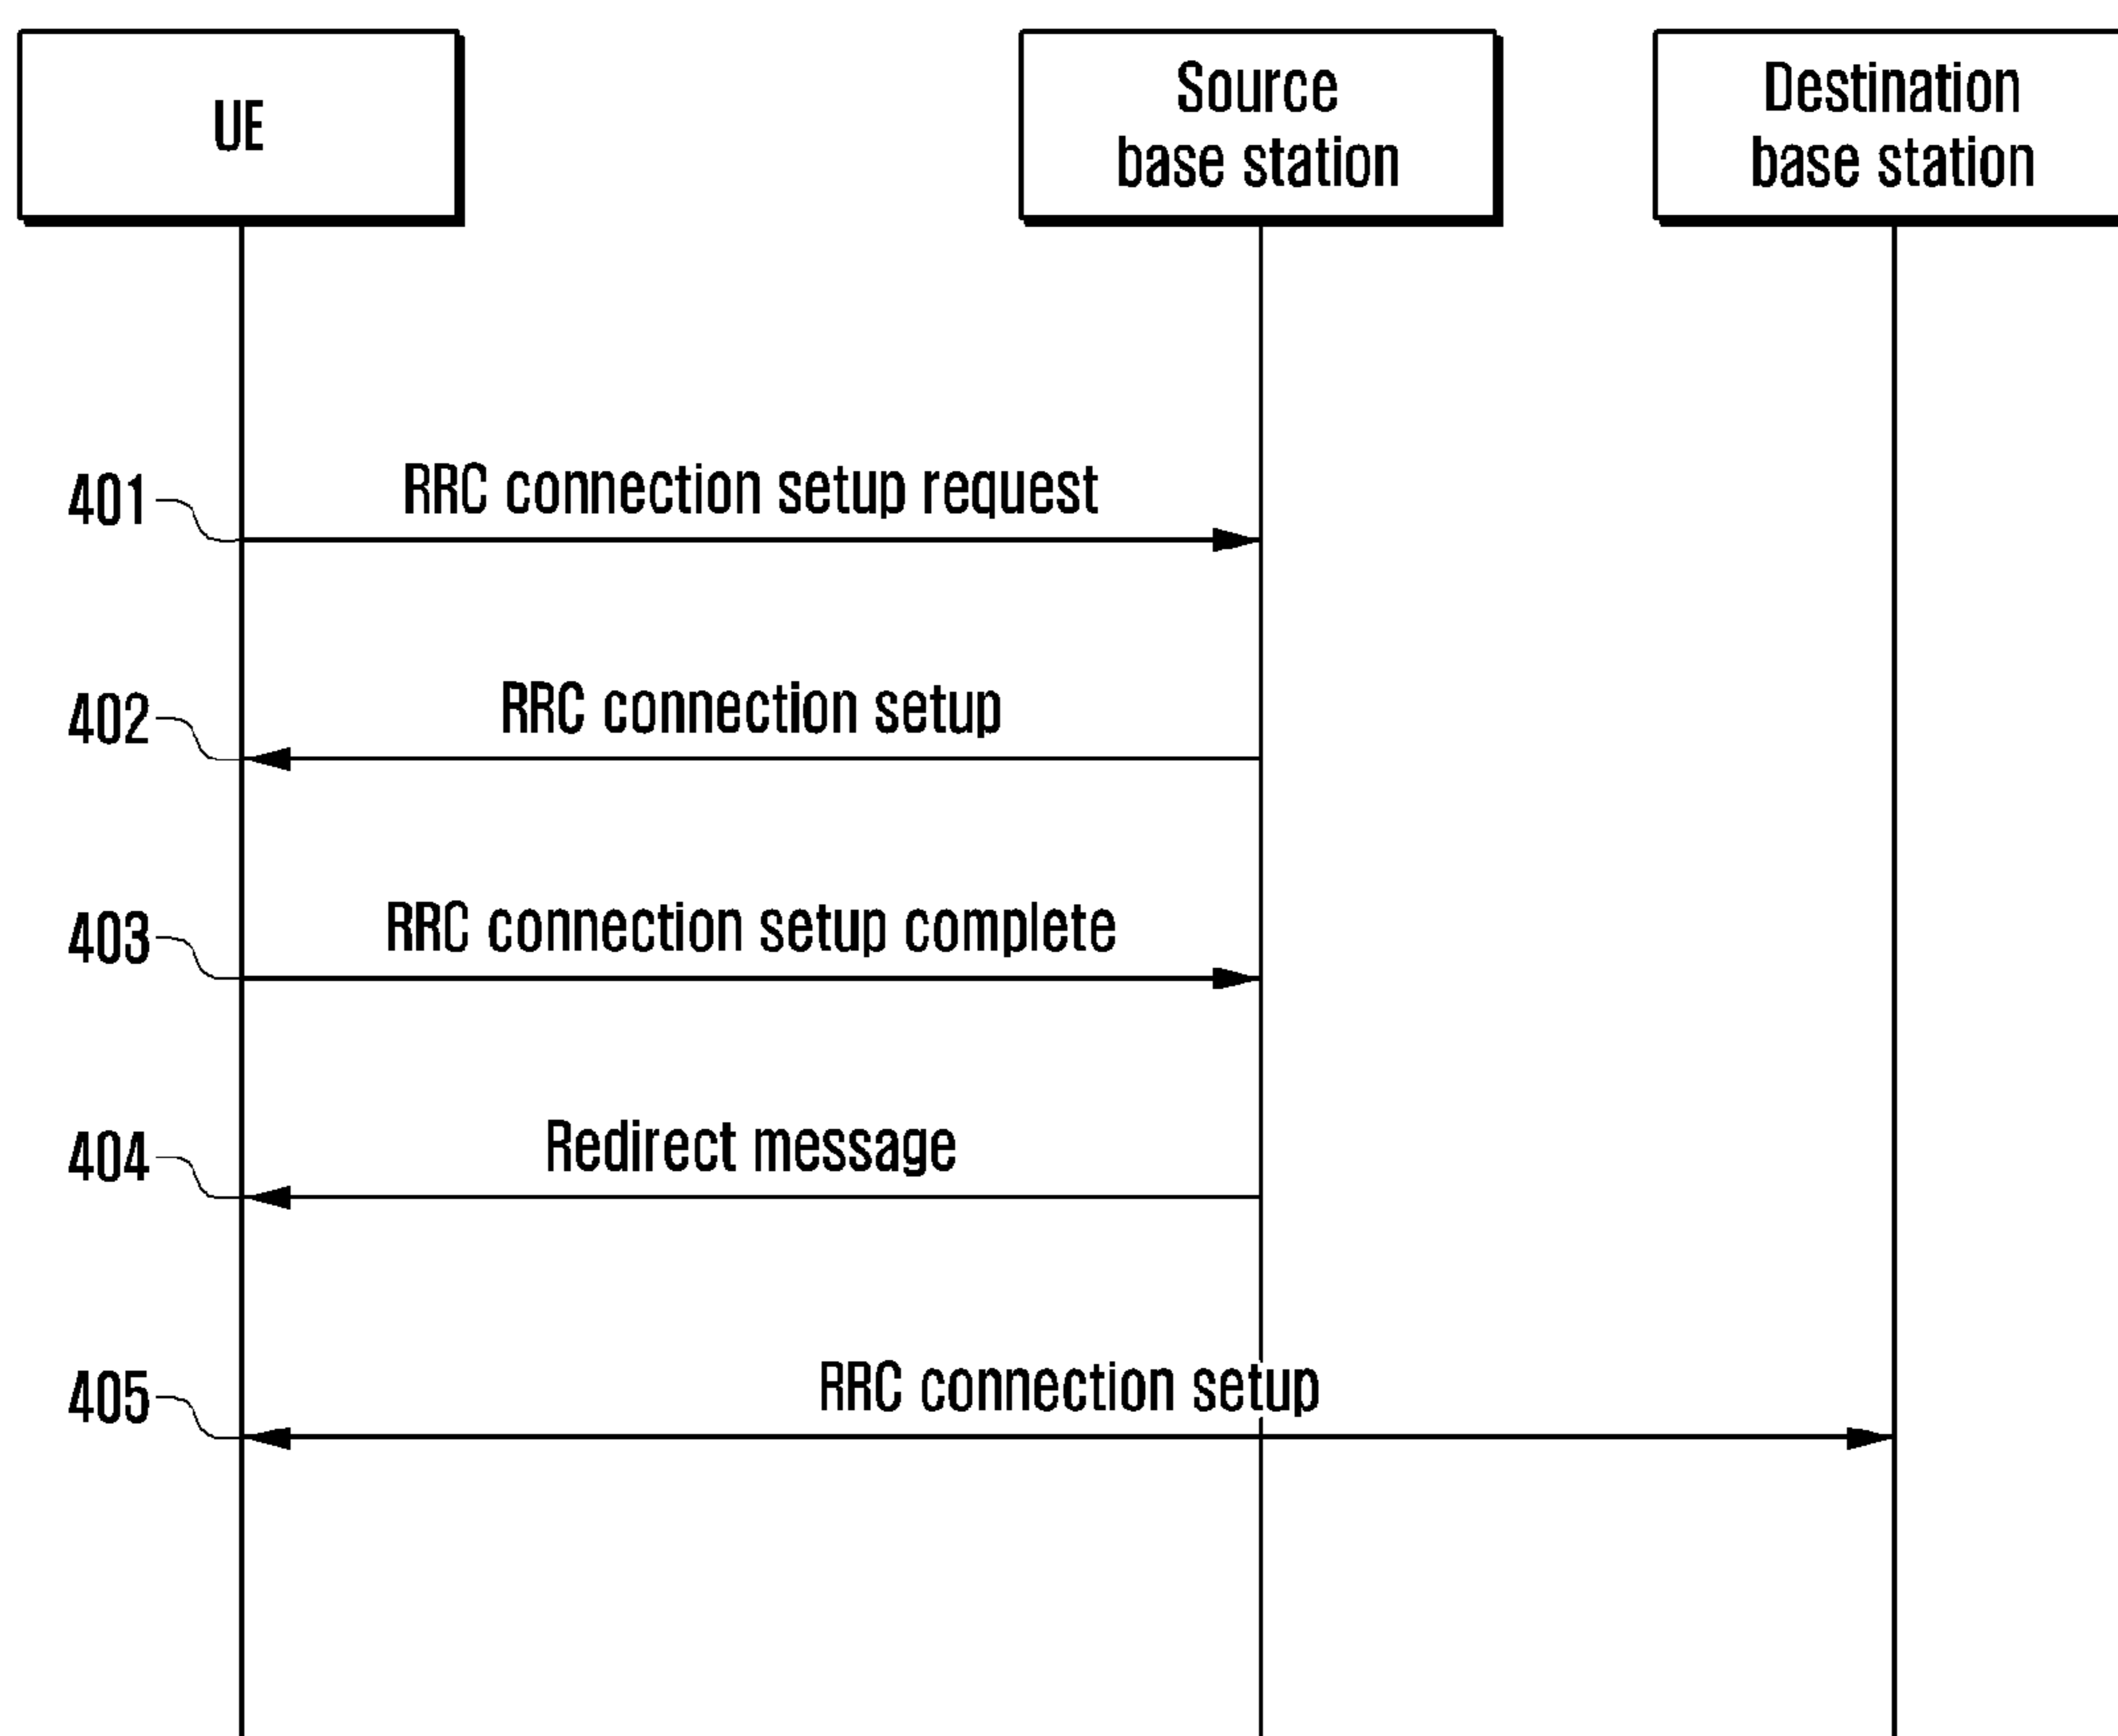 UE
Source
base station
Destination
base station
401
RRC connection setup request
402
RRC connection setup
403
RRC connection setup complete
404
Redirect message
405
RRC connection setup